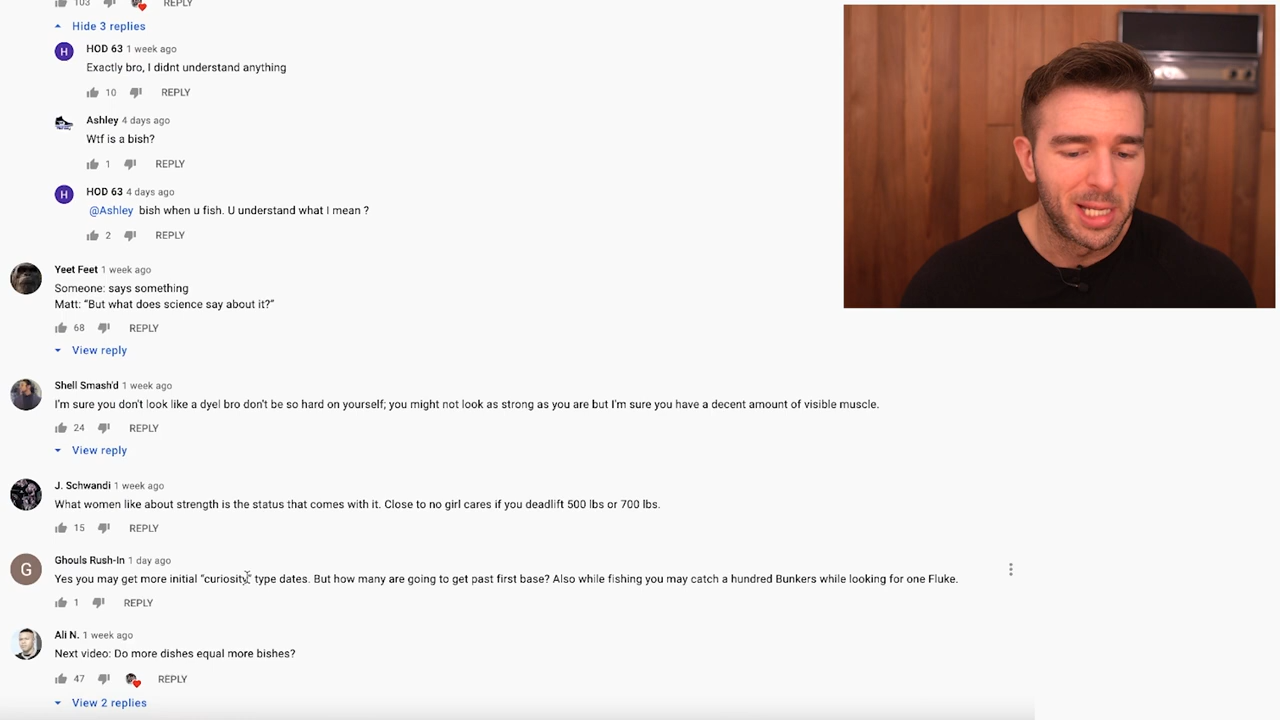 103 REPLY
Hide 3 replies
H HOD 63 1 week ago
Exactly bro, I didnt understand anything
10 REPLY
Ashley 4 days ago
Wtf is a bish?
1 REPLY
H HOD 63 4 days ago
@Ashley bish when u fish. U understand what I mean ?
2 REPLY
Yeet Feet 1 week ago
Someone: says something
Matt: “But what does science say about it?”
68 REPLY
View reply
Shell Smash'd 1 week ago
I'm sure you don't look like a dyel bro don't be so hard on yourself; you might not look as strong as you are but I'm sure you have a decent amount of visible muscle.
24 REPLY
View reply
J. Schwandi 1 week ago
What women like about strength is the status that comes with it. Close to no girl cares if you deadlift 500 lbs or 700 lbs.
15 REPLY
G Ghouls Rush-In 1 day ago
Yes you may get more initial “curiosity” type dates. But how many are going to get past first base? Also while fishing you may catch a hundred Bunkers while looking for one Fluke.
1 REPLY
Ali N. 1 week ago
Next video: Do more dishes equal more bishes?
47 REPLY
View 2 replies